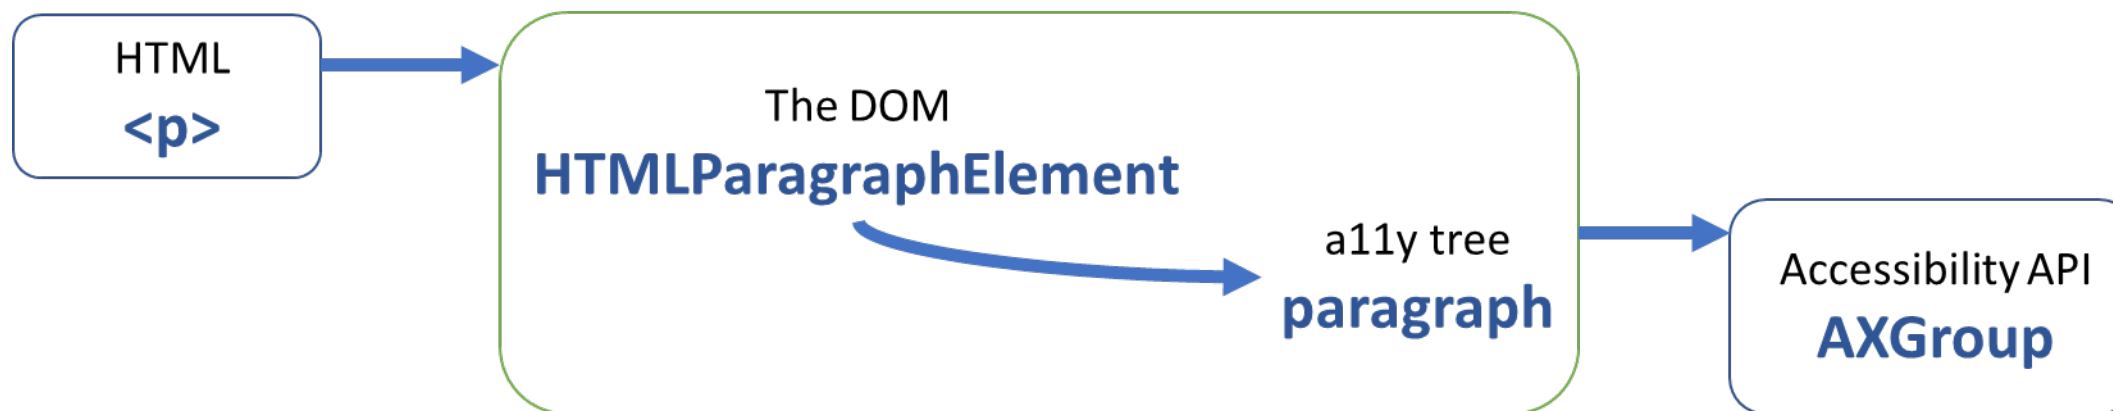 HTML
<p>
The DOM
HTMLParagraphElement
a11y tree
paragraph
Accessibility API
AXGroup